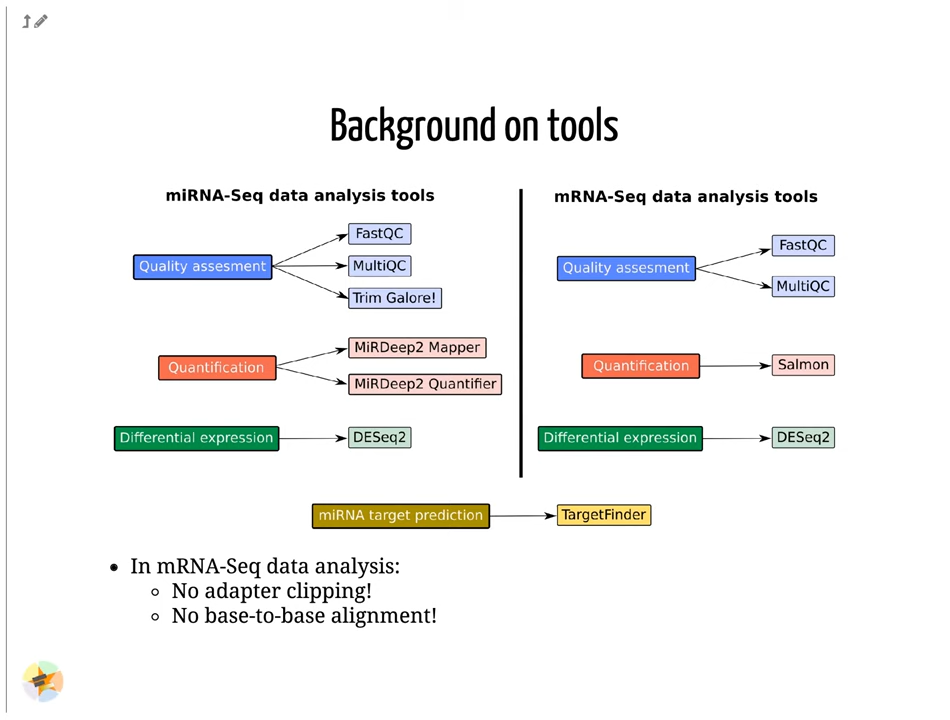 Background on tools
miRNA-Seq data analysis tools
Quality assesment
FastQC
MultiQC
Trim Galore!
Quantification
MiRDeep2 Mapper
MiRDeep2 Quantifier
Differential expression
DESeq2
mRNA-Seq data analysis tools
Quality assesment
FastQC
MultiQC
Quantification
Salmon
Differential expression
DESeq2
miRNA target prediction
TargetFinder
In mRNA-Seq data analysis:
No adapter clipping!
No base-to-base alignment!